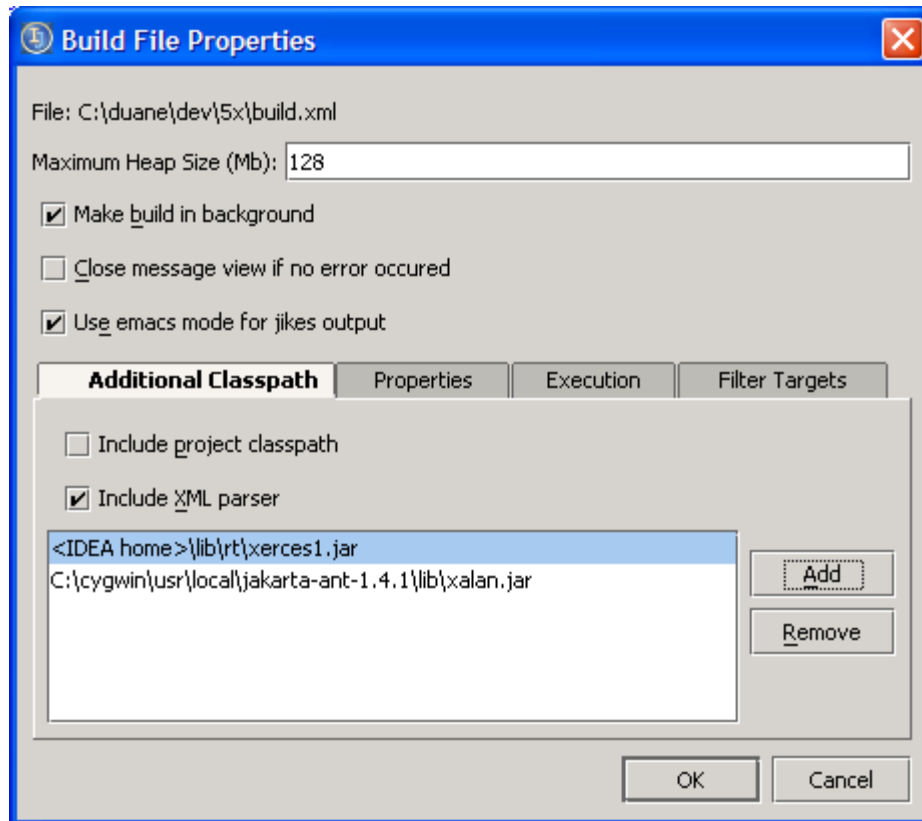 Build File Properties
File: C:\duane\dev\5x\build.xml
Maximum Heap Size (Mb): 128
Make build in background
Close message view if no error occured
Use emacs mode for jikes output
Additional Classpath Properties Execution Filter Targets
Include project classpath
Include XML parser
<IDEA home>\lib\rt\xerces1.jar
C:\cygwin\usr\local\jakarta-ant-1.4.1\lib\xalan.jar
Add
Remove
OK Cancel